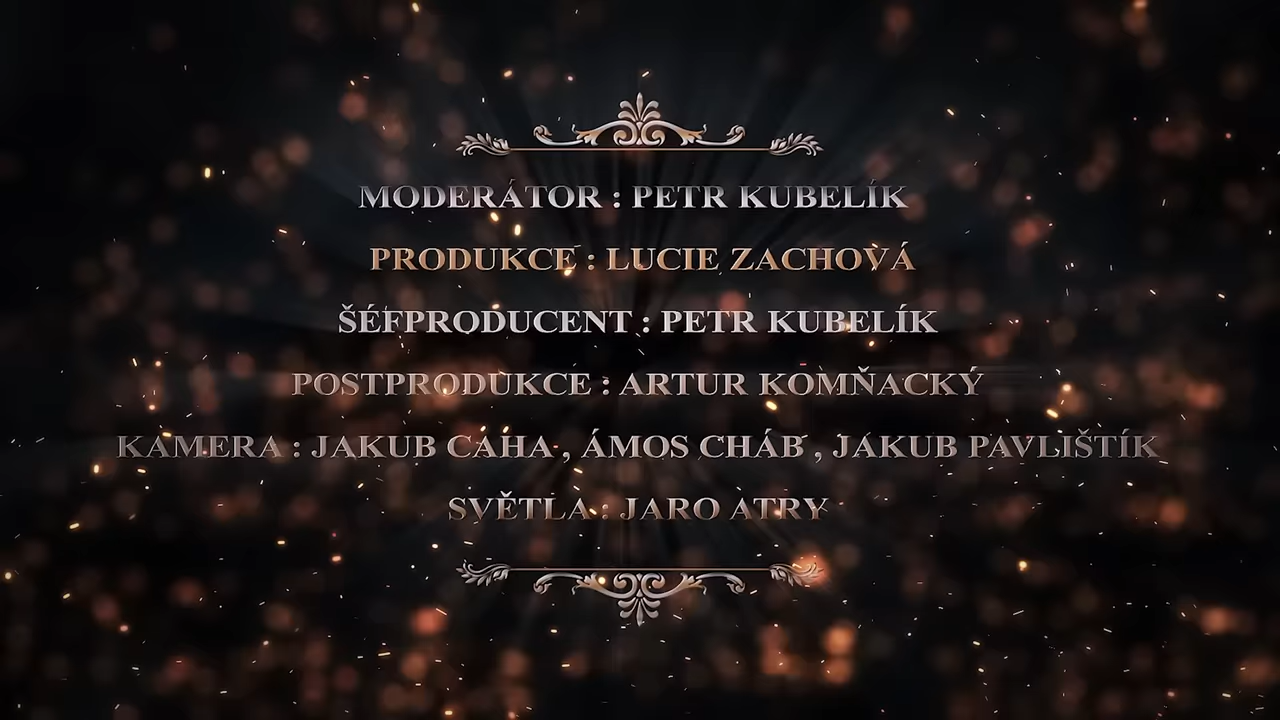 MODERÁTOR : PETR KUBELÍK
PRODUKCE : LUCIE ZACHOVÁ
ŠÉFPRODUCENT : PETR KUBELÍK
POSTPRODUKCE : ARTUR KOMŇACKÝ
KAMERA : JAKUB CAHA , ÁMOS CHÁB , JAKUB PAVLIŠTÍK
SVĚTLA : JARO ATRY